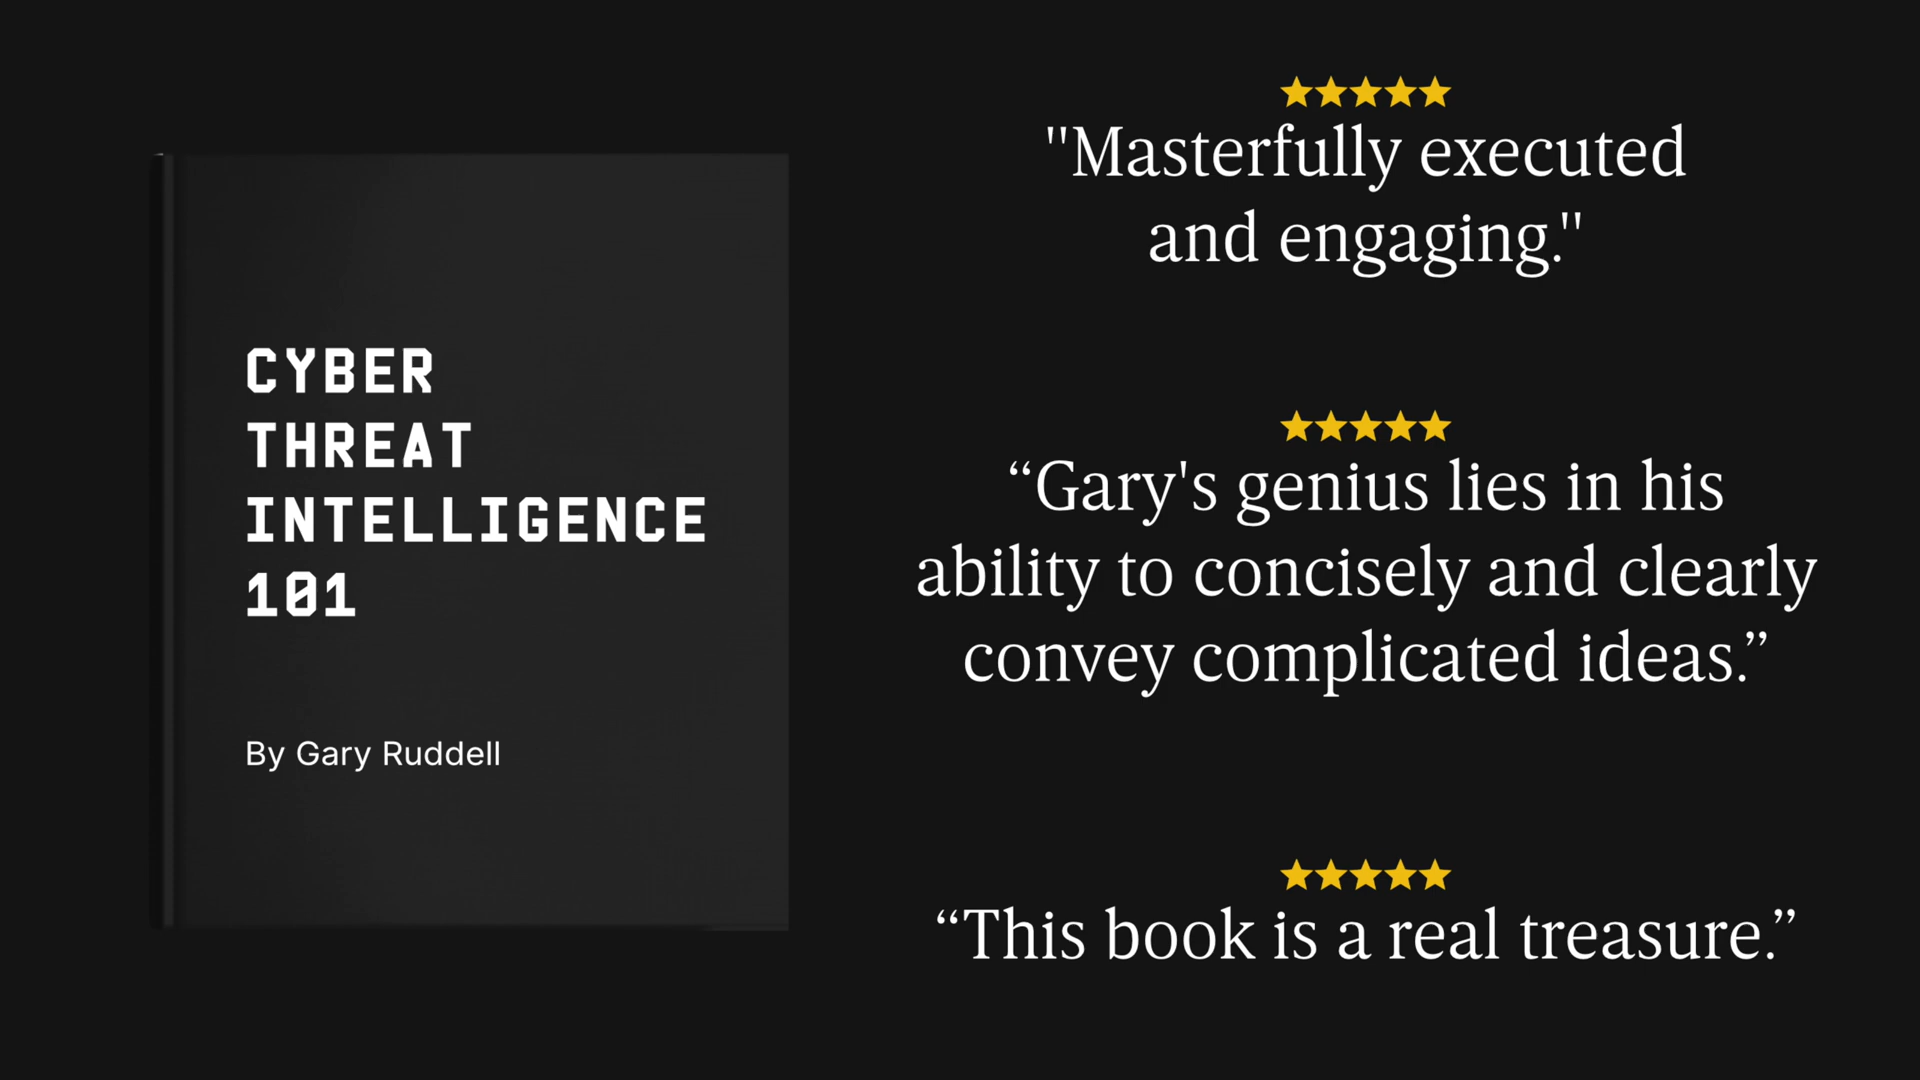 CYBER
THREAT
INTELLIGENCE
101
By Gary Ruddell
"Masterfully executed
and engaging."
“Gary's genius lies in his
ability to concisely and clearly
convey complicated ideas.”
“This book is a real treasure.”